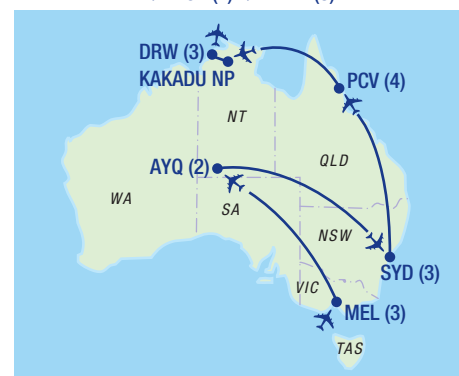 DRW (3)
KAKADU NP
PCV (4)
NT
AYQ (2)
QLD
WA
SA
NSW
SYD (3)
VIC
MEL (3)
TAS